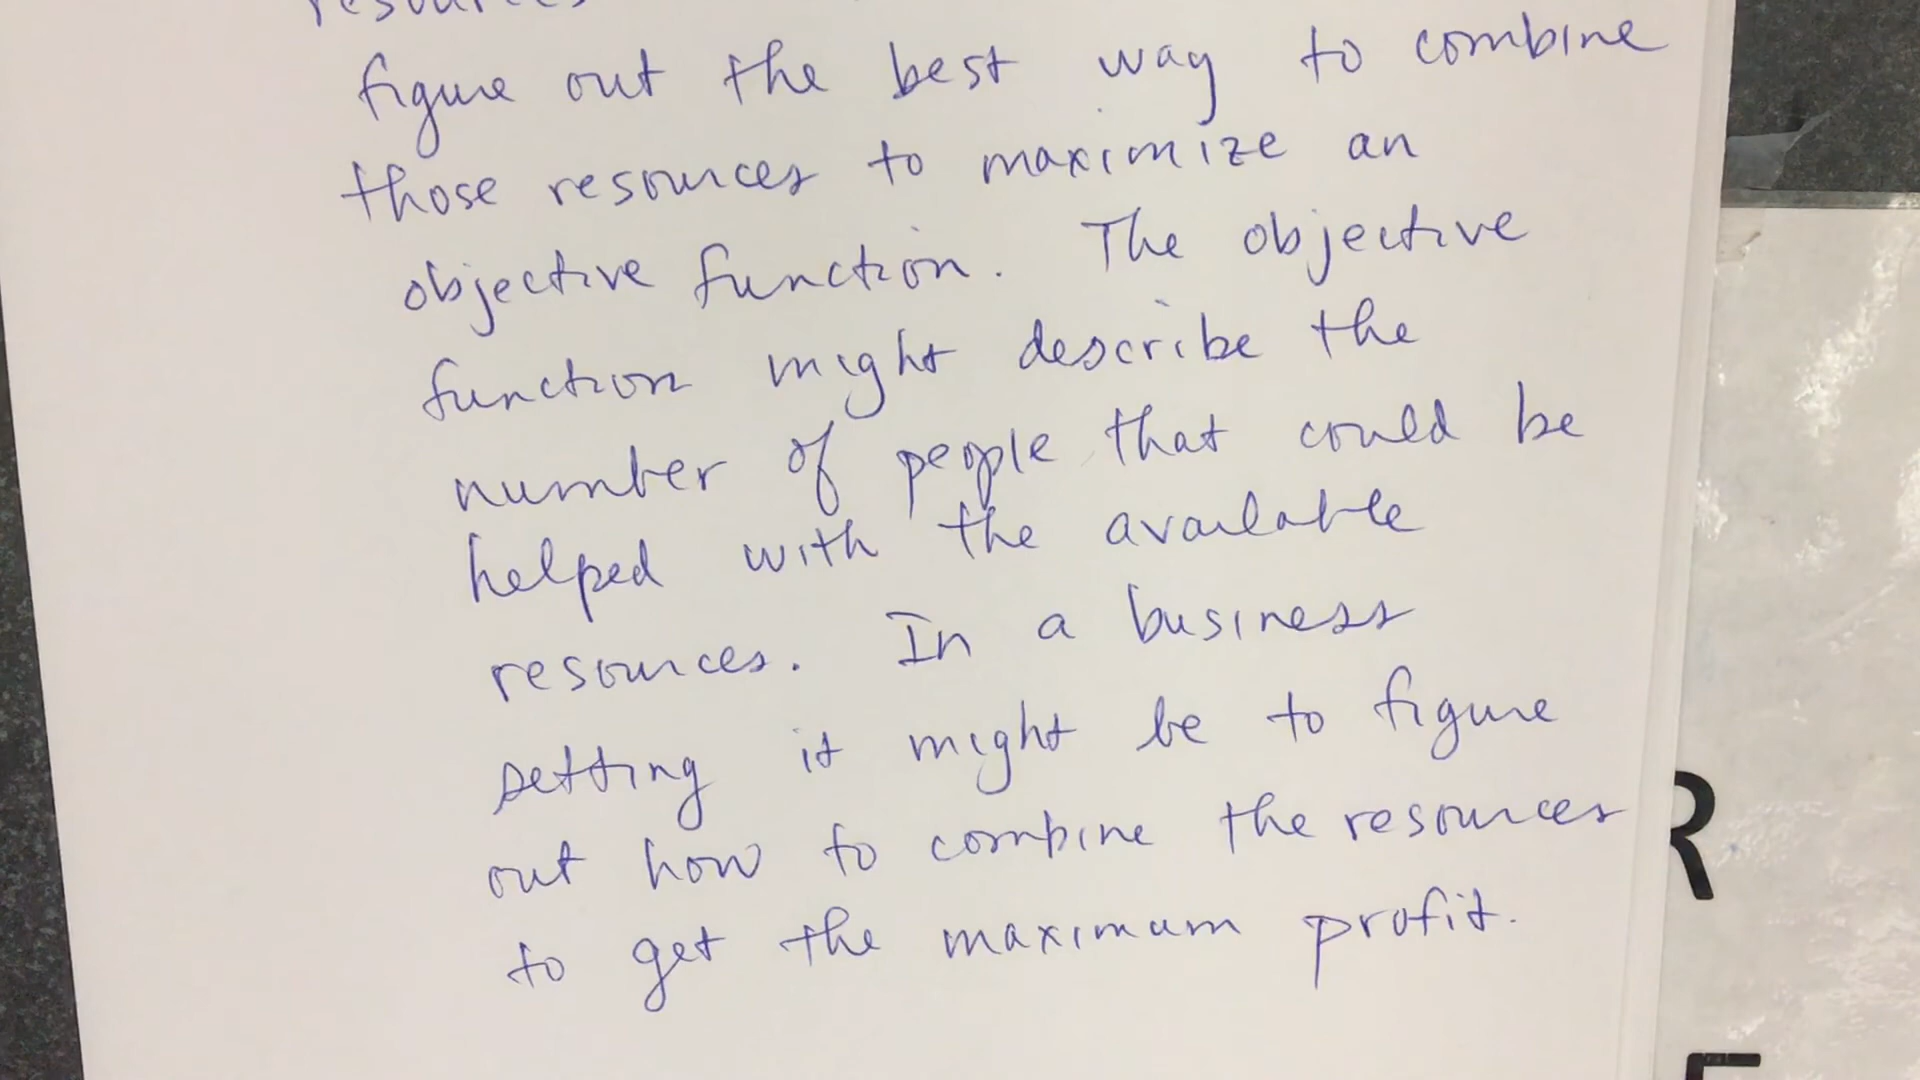 resources
figure out the best way to combine
those resources to maximize an
objective function. The objective
function might describe the
number of people that could be
helped with the available
resources. In a business
setting it might be to figure
out how to combine the resources
to get the maximum profit.
R